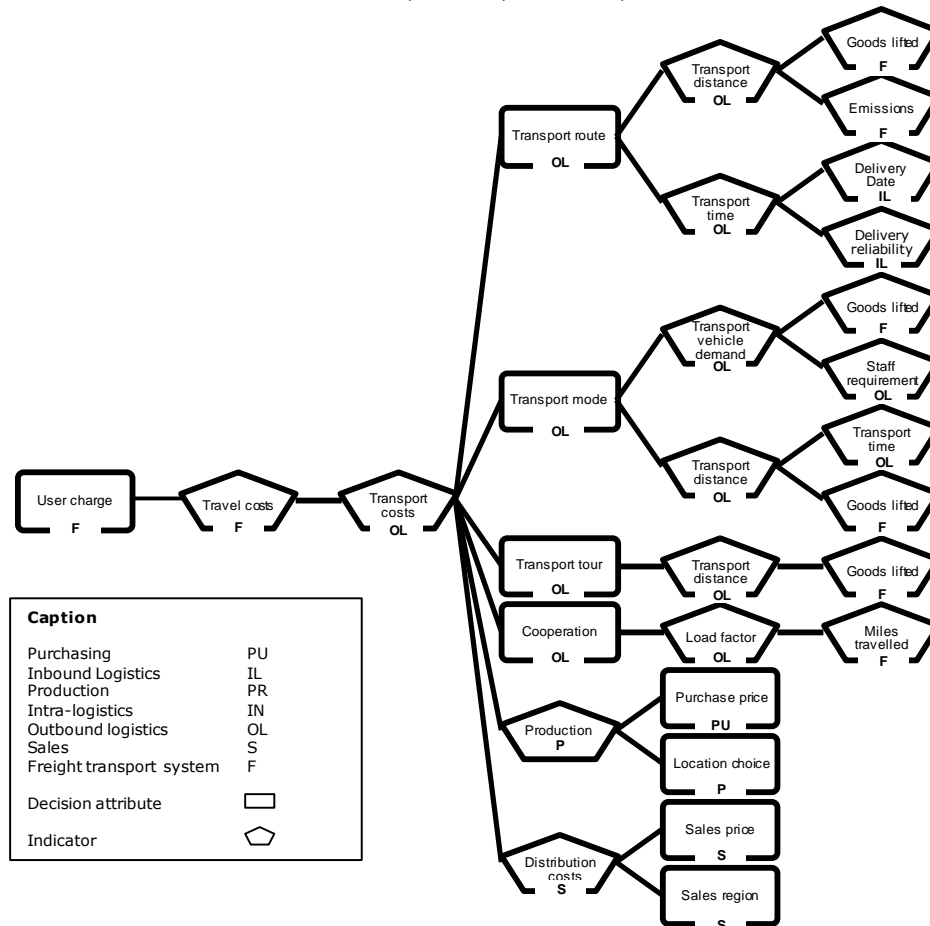 Goods lifted
F
Transport
distance
OL
Emissions
F
Transport route
OL
Delivery
Date
IL
Transport
time
OL
Delivery
reliability
IL
Goods lifted
F
Transport
vehicle
demand
OL
Staff
requirement
OL
Transport mode
OL
Transport
time
OL
Transport
distance
OL
Goods lifted
F
User charge
F
Travel costs
F
Transport
costs
OL
Transport tour
OL
Transport
distance
OL
Goods lifted
F
Cooperation
OL
Load factor
OL
Miles
travelled
F
Production
P
Purchase price
PU
Location choice
P
Distribution
costs
S
Sales price
S
Sales region
S
Caption
Purchasing PU
Inbound Logistics IL
Production PR
Intra-logistics IN
Outbound logistics OL
Sales S
Freight transport system F
Decision attribute
Indicator